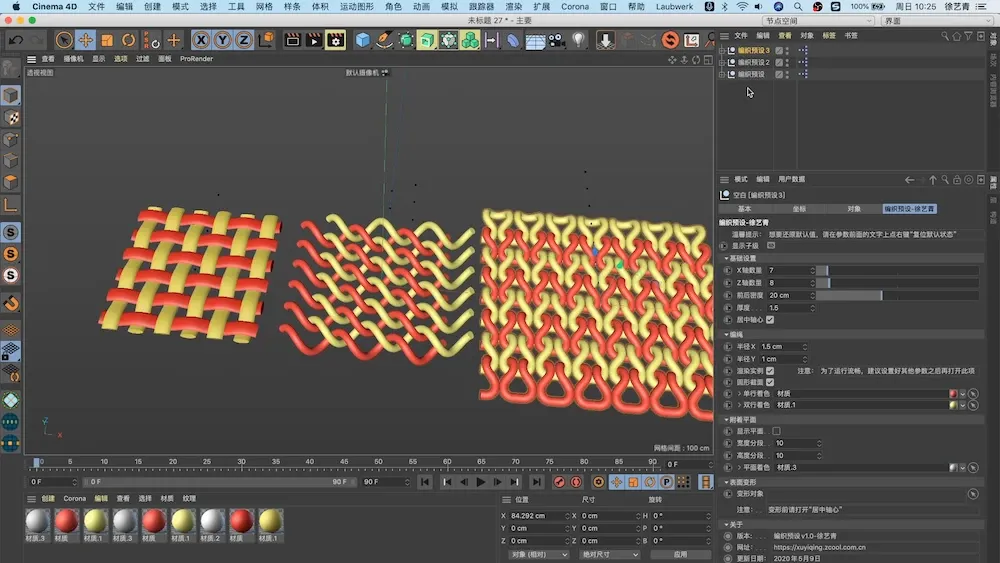 Cinema 4D 文件 编辑 创建 模式 选择 工具 网格 样条 体积 运动图形 角色 动画 模拟 跟踪器 渲染 扩展 Corona 窗口 帮助 Laubwerk 100% 周日 10:25 徐艺青
未标题 27 * - 主要
节点空间 界面
查看 摄像机 显示 选项 过滤 面板 ProRender
透视视图
默认摄像机
网格间距 : 100 cm
0 5 10 15 20 25 30 35 40 45 50 55 60 65 70 75 80 85 90 0 F
0 F 0 F 90 F 90 F
创建 Corona 编辑 查看 选择 材质 纹理
材质.3 材质 材质.1 材质.3 材质 材质.1 材质.2 材质 材质.1
位置 尺寸 旋转
X 84.292 cm X 0 cm H 0 °
Y 0 cm Y 0 cm P 0 °
Z 0 cm Z 0 cm B 0 °
对象 (相对) 绝对尺寸 应用
文件 编辑 查看 对象 标签 书签
编织预设3
编织预设2
编织预设
模式 编辑 用户数据
空白 [编织预设3]
基本 坐标 对象 编织预设-徐艺青
编织预设-徐艺青
温馨提示: 想要还原默认值，请在参数前面的文字上点右键“复位默认状态”
显示子级
基础设置
X轴数量 7
Z轴数量 8
前后密度 20 cm
厚度 1.5
居中轴心
编绳
半径 X 1.5 cm
半径 Y 1 cm
渲染实例 注意： 为了运行流畅，建议设置好其他参数之后再打开此项
圆形截面
单行着色 材质
双行着色 材质.1
附着平面
显示平面
宽度分段 10
高度分段 10
平面着色 材质.3
表面变形
变形对象
注意: 变形前请打开“居中轴心”
关于
版本: 编织预设 v1.0-徐艺青
网址: https://xuyiqing.zcool.com.cn
更新日期: 2020 年 5月9日